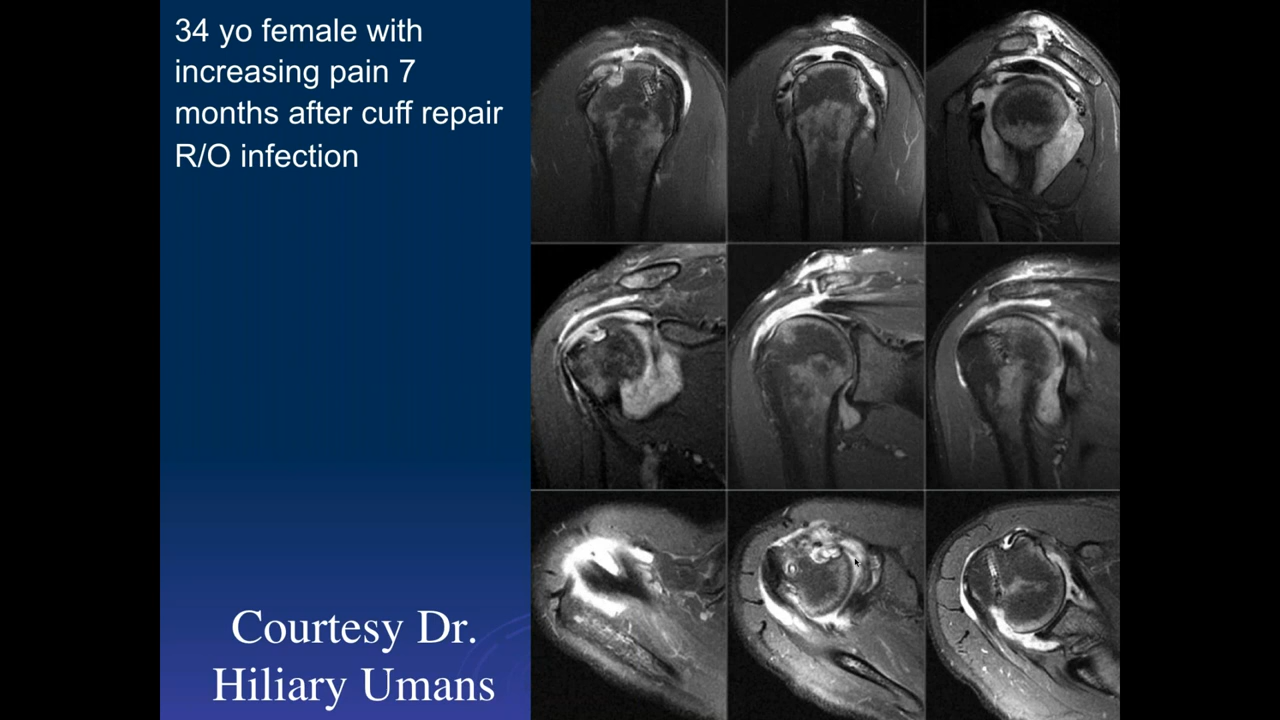 34 yo female with
increasing pain 7
months after cuff repair
R/O infection
Courtesy Dr.
Hiliary Umans